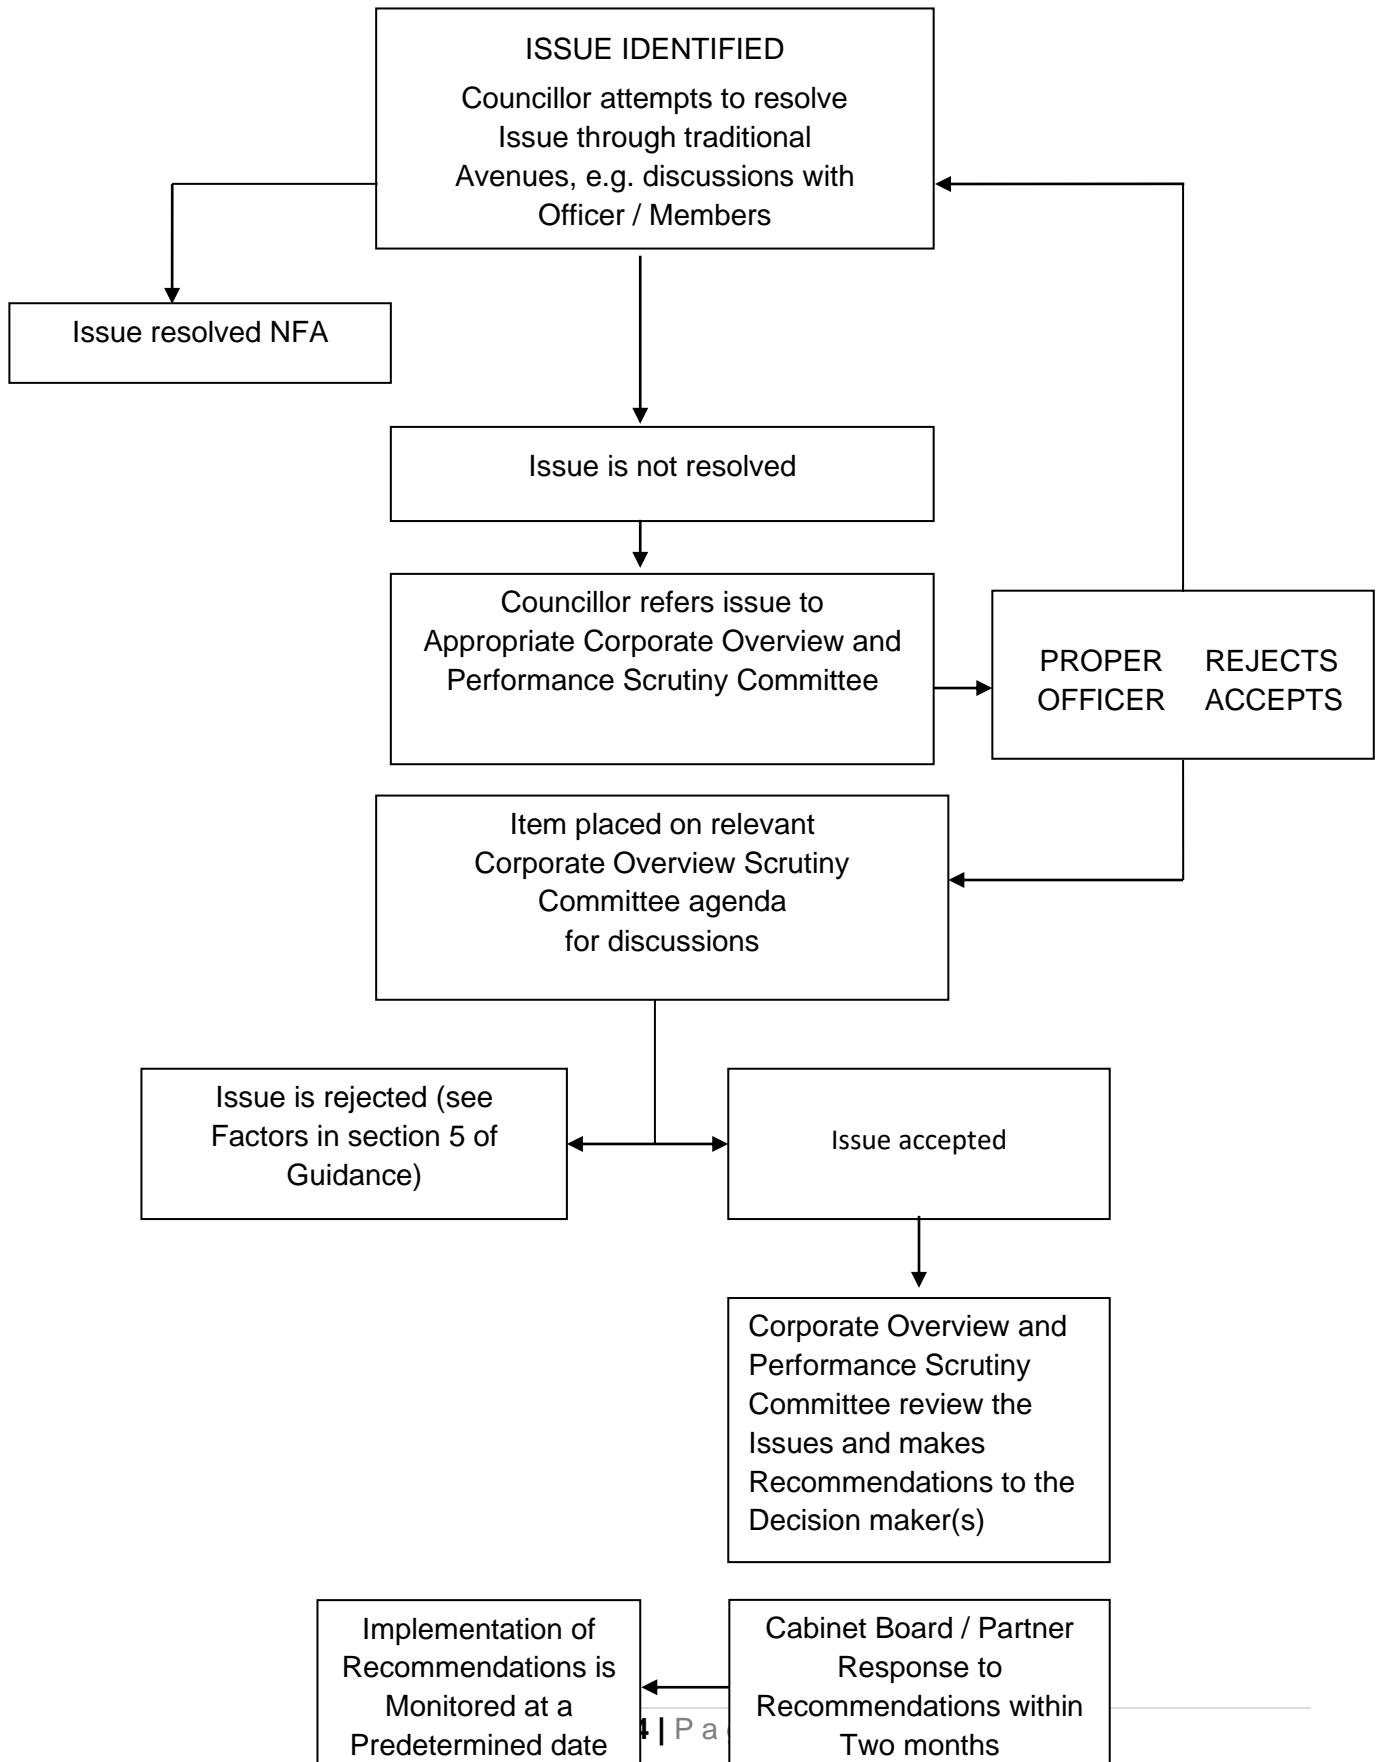 ISSUE IDENTIFIED
Councillor attempts to resolve
Issue through traditional
Avenues, e.g. discussions with
Officer / Members
Issue resolved NFA
Issue is not resolved
Councillor refers issue to
Appropriate Corporate Overview and
Performance Scrutiny Committee
PROPER REJECTS
OFFICER ACCEPTS
Item placed on relevant
Corporate Overview Scrutiny
Committee agenda
for discussions
Issue is rejected (see
Factors in section 5 of
Guidance)
Issue accepted
Corporate Overview and
Performance Scrutiny
Committee review the
Issues and makes
Recommendations to the
Decision maker(s)
Implementation of
Recommendations is
Monitored at a
Predetermined date
Cabinet Board / Partner
Response to
Recommendations within
Two months